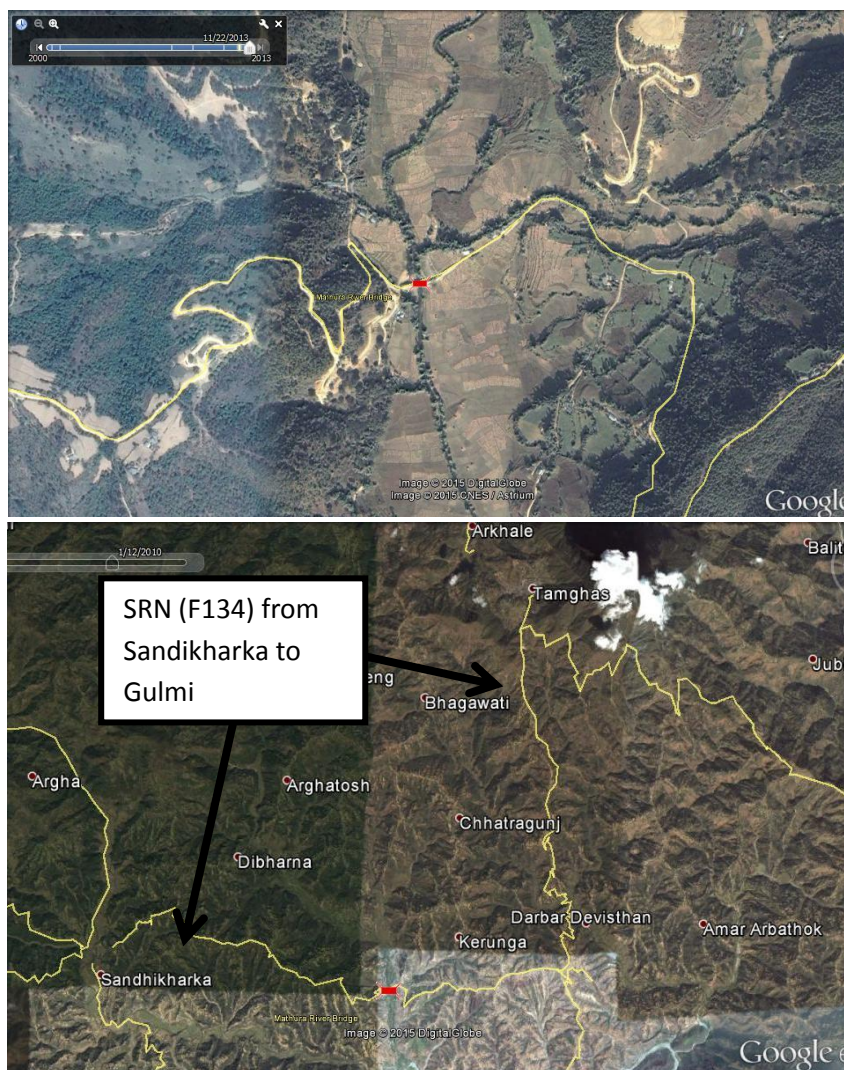 11/22/2013
2000
2013
Mathura River Bridge
Image © 2015 DigitalGlobe
Image © 2015 CNES / Astrium
Google
1/12/2010
Arkhale
Balit
Tamghas
SRN (F134) from
Sandikharka to
Gulmi
eng
Jub
Bhagawati
Argha
Arghatosh
Chhatragunj
Dibharna
Darbar Devisthan
Amar Arbathok
Kerunga
Sandhikharka
Mathura River Bridge
Image © 2015 DigitalGlobe
Google e